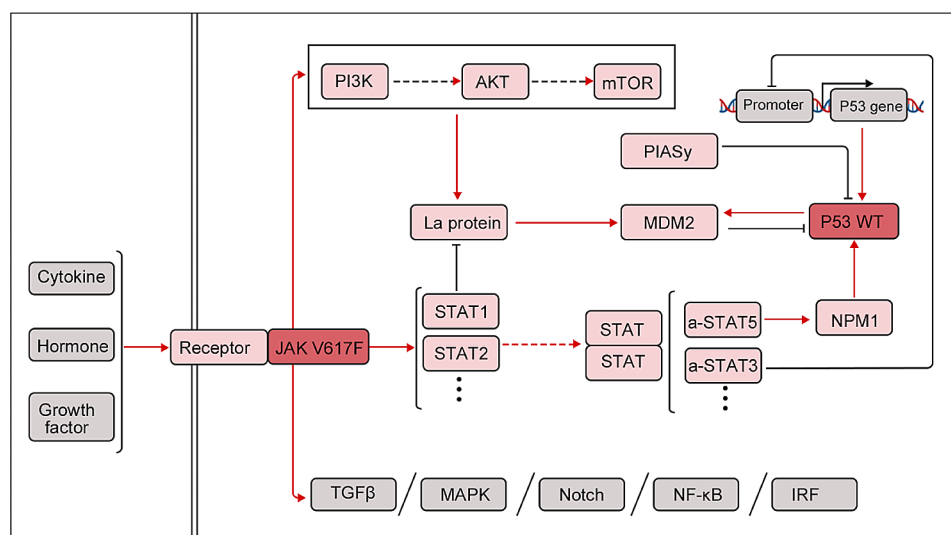 PI3K
AKT
mTOR
Promoter
P53 gene
PIASy
La protein
MDM2
P53 WT
Cytokine
Hormone
Growth
factor
Receptor
JAK V617F
STAT1
STAT2
STAT
STAT
a-STAT5
a-STAT3
NPM1
TGFβ
MAPK
Notch
NF-κB
IRF